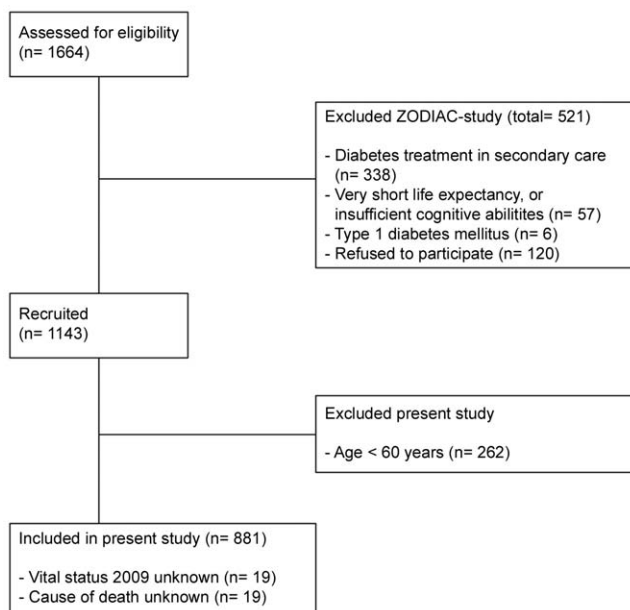 Assessed for eligibility
(n= 1664)
Excluded ZODIAC-study (total= 521)
- Diabetes treatment in secondary care
(n= 338)
- Very short life expectancy, or
insufficient cognitive abilitites (n= 57)
- Type 1 diabetes mellitus (n= 6)
- Refused to participate (n= 120)
Recruited
(n= 1143)
Excluded present study
- Age < 60 years (n= 262)
Included in present study (n= 881)
- Vital status 2009 unknown (n= 19)
- Cause of death unknown (n= 19)